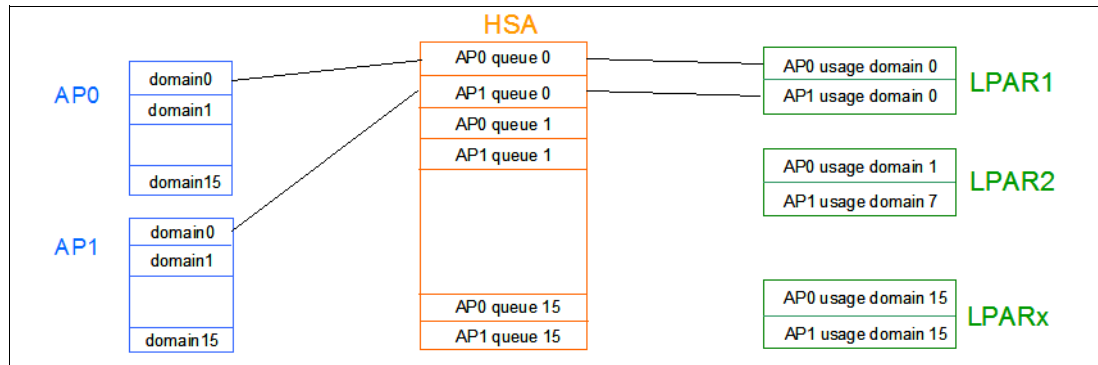 HSA
AP0
domain0
domain1
domain15
AP1
domain0
domain1
domain15
AP0 queue 0
AP1 queue 0
AP0 queue 1
AP1 queue 1
AP0 queue 15
AP1 queue 15
AP0 usage domain 0
AP1 usage domain 0
LPAR1
AP0 usage domain 1
AP1 usage domain 7
LPAR2
AP0 usage domain 15
AP1 usage domain 15
LPARx